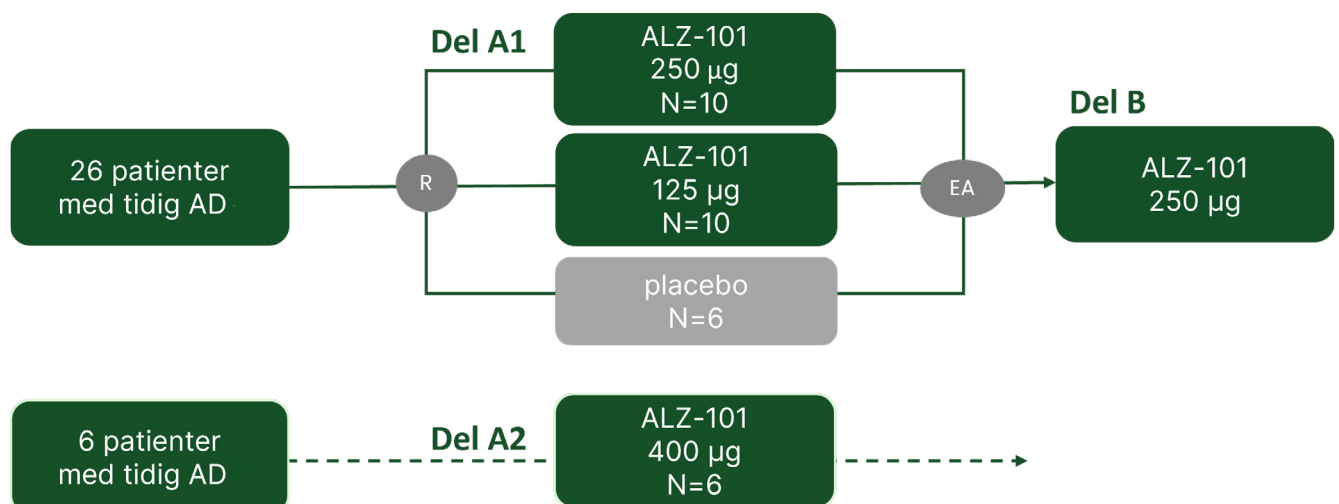 Del A1
ALZ-101
250 µg
N=10
Del B
26 patienter
med tidig AD
R
ALZ-101
125 µg
N=10
EA
ALZ-101
250 µg
placebo
N=6
6 patienter
med tidig AD
Del A2
ALZ-101
400 µg
N=6